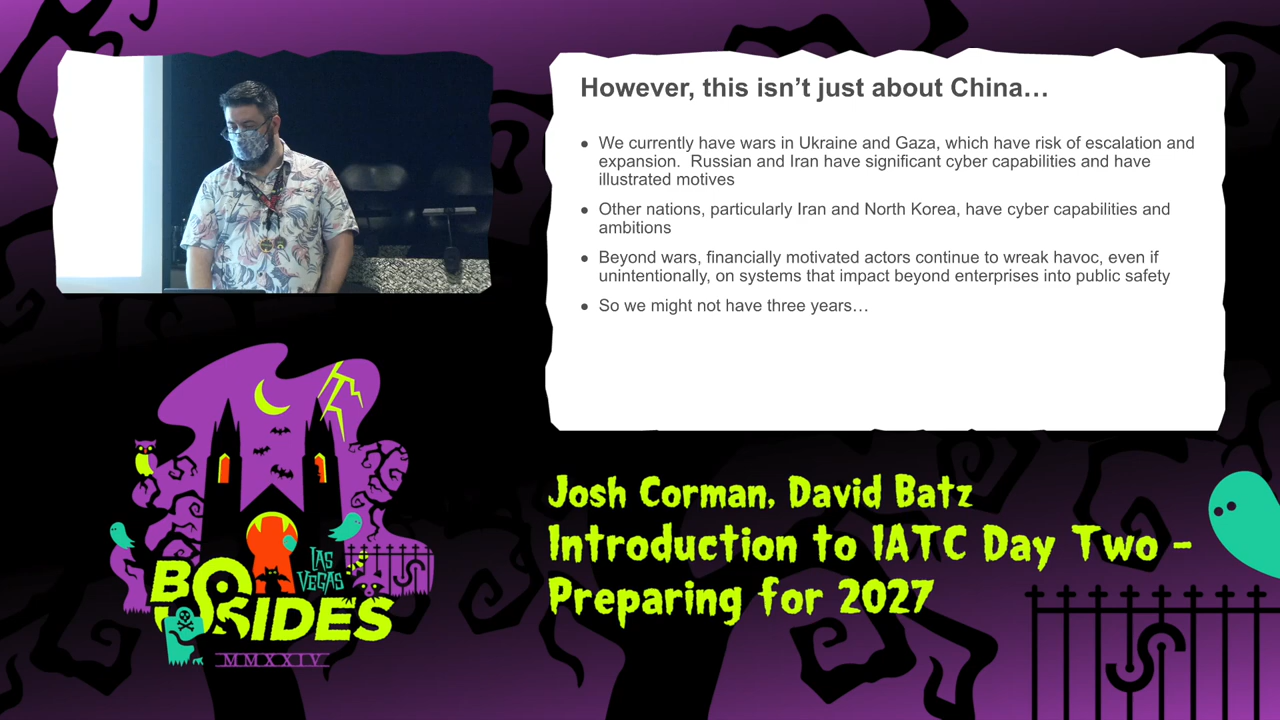 However, this isn't just about China…
● We currently have wars in Ukraine and Gaza, which have risk of escalation and
expansion. Russian and Iran have significant cyber capabilities and have
illustrated motives
● Other nations, particularly Iran and North Korea, have cyber capabilities and
ambitions
● Beyond wars, financially motivated actors continue to wreak havoc, even if
unintentionally, on systems that impact beyond enterprises into public safety
● So we might not have three years…
Josh Corman, David Batz
Introduction to IATC Day Two -
Preparing for 2027
LAS
VEGAS
BSIDES
MMXXIV